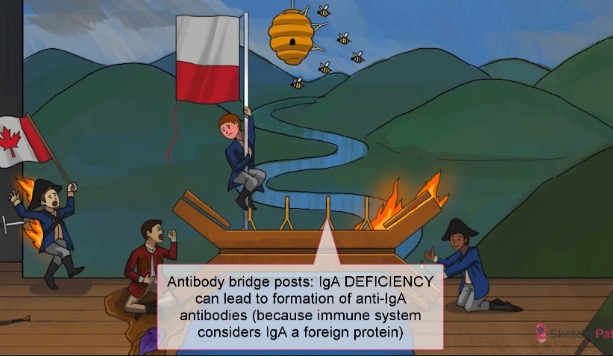 Antibody bridge posts: IgA DEFICIENCY
can lead to formation of anti-IgA
antibodies (because immune system
considers IgA a foreign protein)